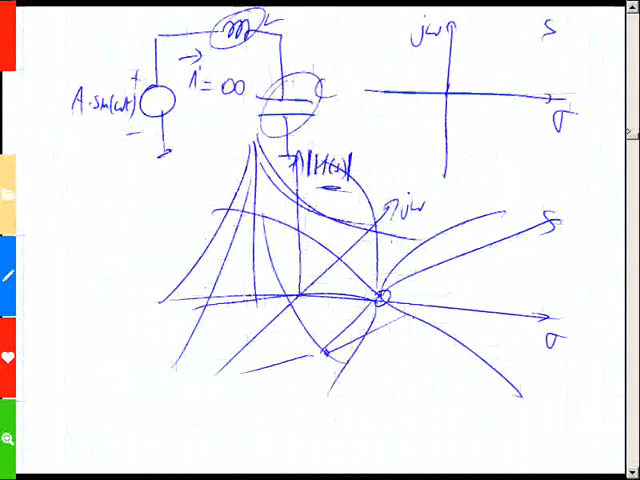 L
jω
S
i = ∞
C
A·sin(ωt)
+
−
σ
|H(s)|
jω
S
σ